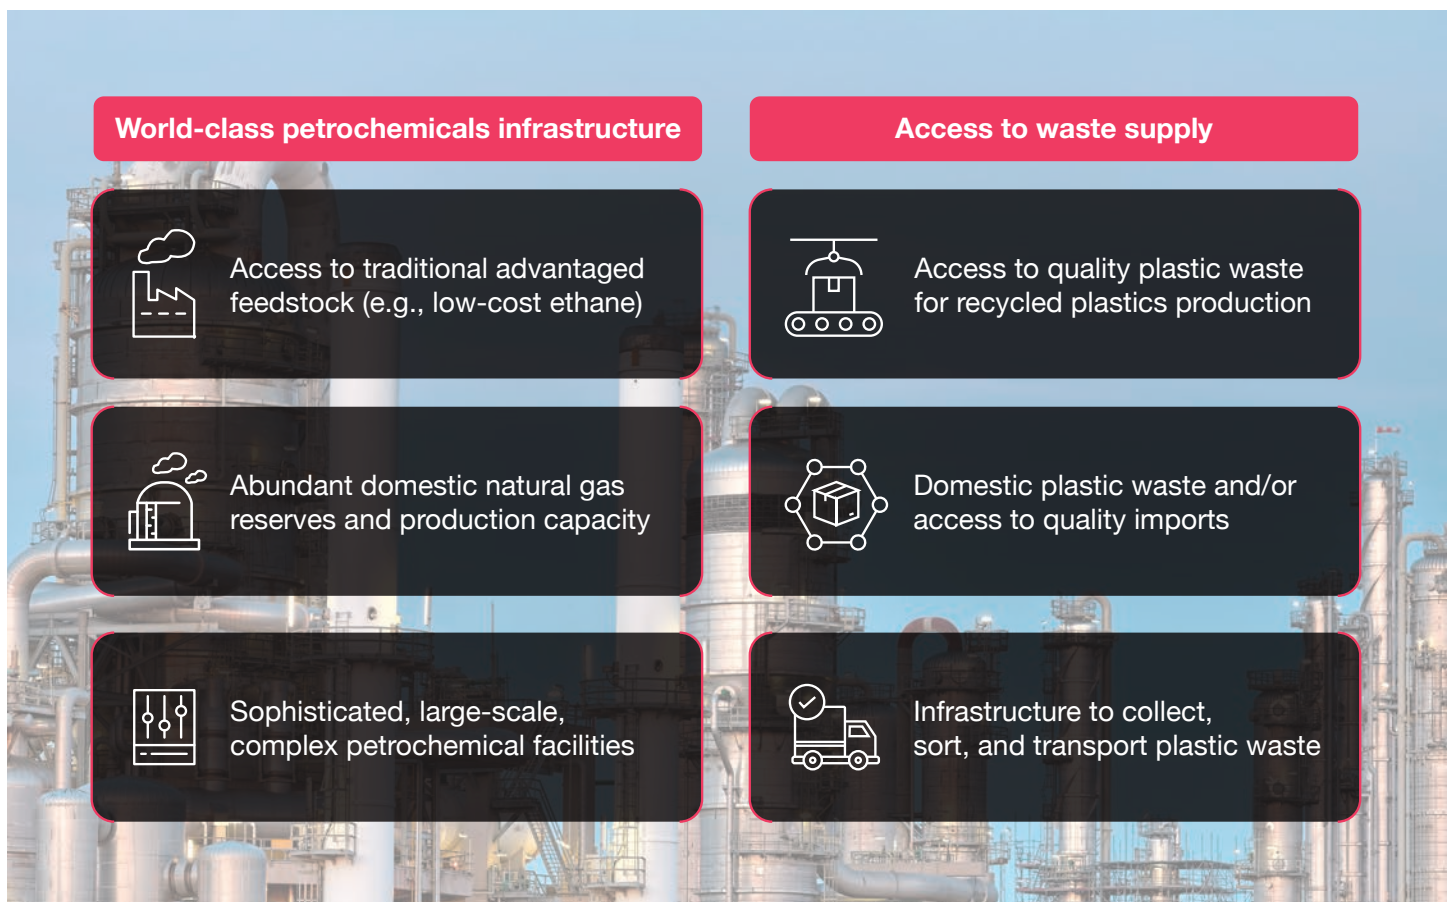 World-class petrochemicals infrastructure
Access to traditional advantaged
feedstock (e.g., low-cost ethane)
Abundant domestic natural gas
reserves and production capacity
Sophisticated, large-scale,
complex petrochemical facilities
Access to waste supply
Access to quality plastic waste
for recycled plastics production
Domestic plastic waste and/or
access to quality imports
Infrastructure to collect,
sort, and transport plastic waste